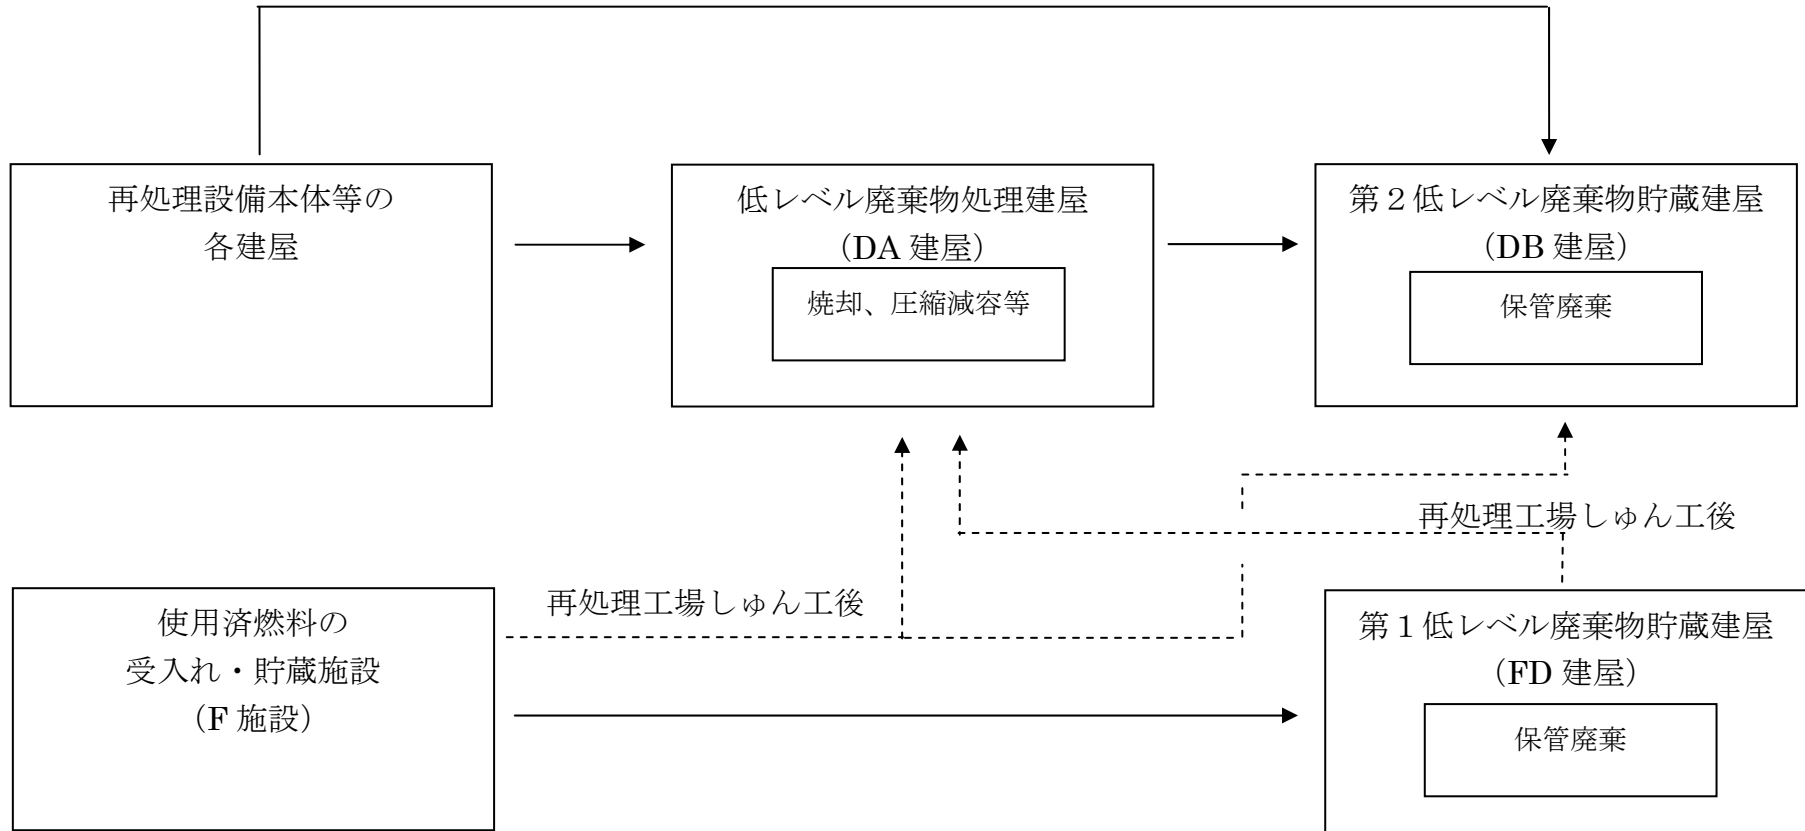 再処理設備本体等の
各建屋
低レベル廃棄物処理建屋
（DA 建屋）
焼却、圧縮減容等
第２低レベル廃棄物貯蔵建屋
（DB 建屋）
保管廃棄
再処理工場しゅん工後
再処理工場しゅん工後
使用済燃料の
受入れ・貯蔵施設
（F 施設）
第１低レベル廃棄物貯蔵建屋
（FD 建屋）
保管廃棄